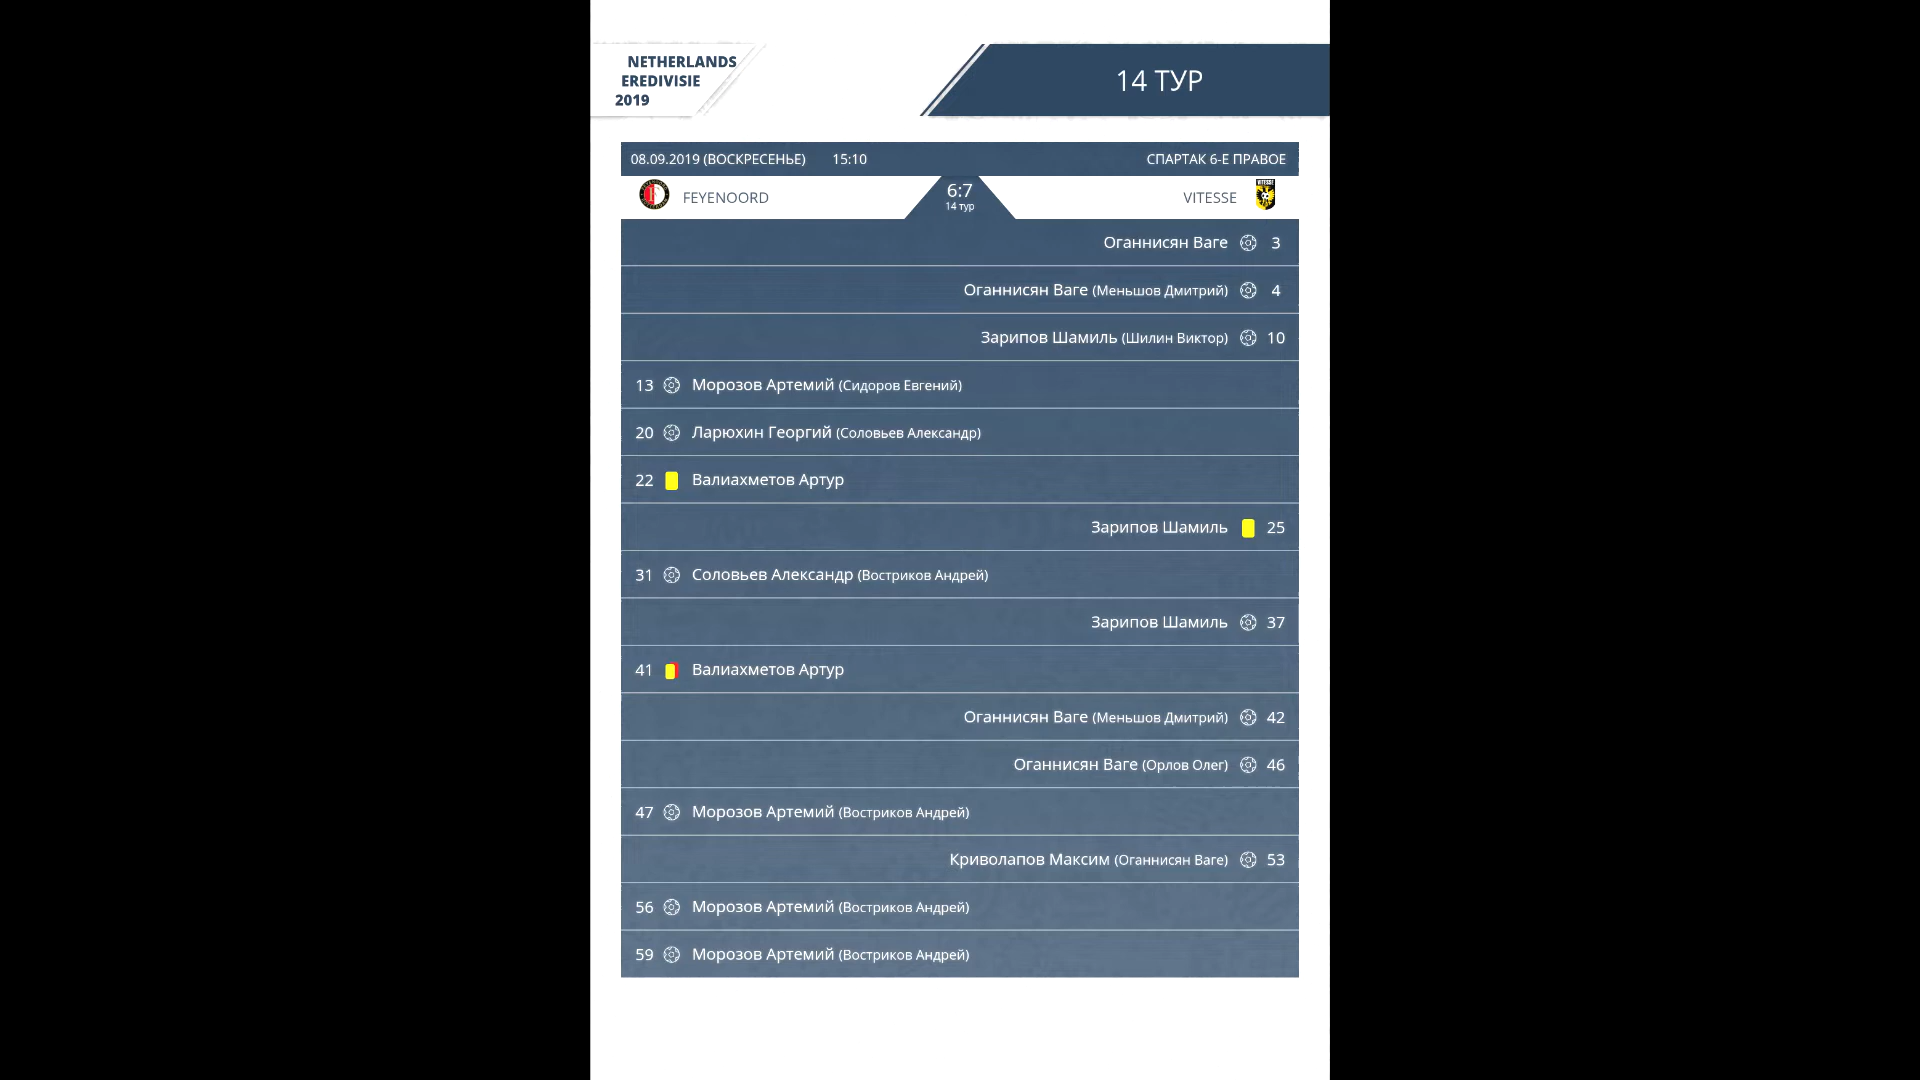 NETHERLANDS
EREDIVISIE
2019
14 ТУР
08.09.2019 (ВОСКРЕСЕНЬЕ) 15:10 СПАРТАК 6-Е ПРАВОЕ
FEYENOORD 6:7 VITESSE
14 тур
Оганнисян Ваге 3
Оганнисян Ваге (Меньшов Дмитрий) 4
Зарипов Шамиль (Шилин Виктор) 10
13 Морозов Артемий (Сидоров Евгений)
20 Ларюхин Георгий (Соловьев Александр)
22 Валиахметов Артур
Зарипов Шамиль 25
31 Соловьев Александр (Востриков Андрей)
Зарипов Шамиль 37
41 Валиахметов Артур
Оганнисян Ваге (Меньшов Дмитрий) 42
Оганнисян Ваге (Орлов Олег) 46
47 Морозов Артемий (Востриков Андрей)
Криволапов Максим (Оганнисян Ваге) 53
56 Морозов Артемий (Востриков Андрей)
59 Морозов Артемий (Востриков Андрей)